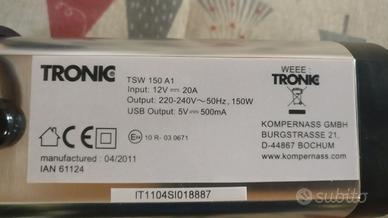 TRONIC
TSW 150 A1
Input: 12V⎓20A
Output: 220-240V~50Hz, 150W
USB Output: 5V⎓500mA
CE
E24 10 R - 03 0671
manufactured : 04/2011
IAN 61124
WEEE :
TRONIC
KOMPERNASS GMBH
BURGSTRASSE 21,
D-44867 BOCHUM
www.kompernass.com
IT1104SI018887
subito